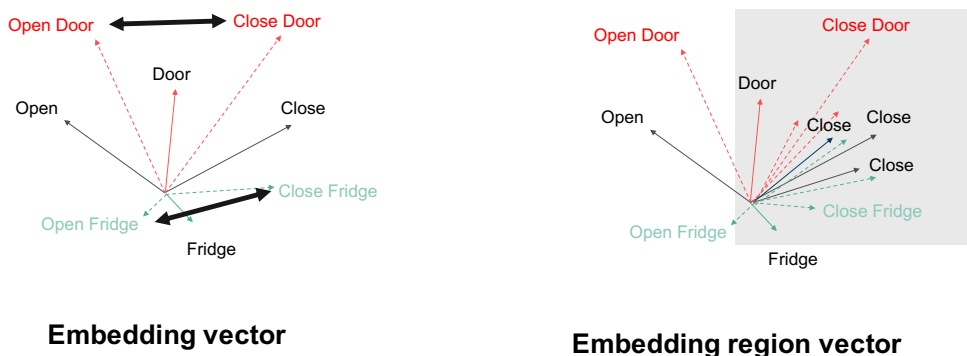 Open Door
Close Door
Door
Open
Close
Close Fridge
Open Fridge
Fridge
Embedding vector
Open Door
Close Door
Door
Open
Close
Close
Close
Close Fridge
Open Fridge
Fridge
Embedding region vector